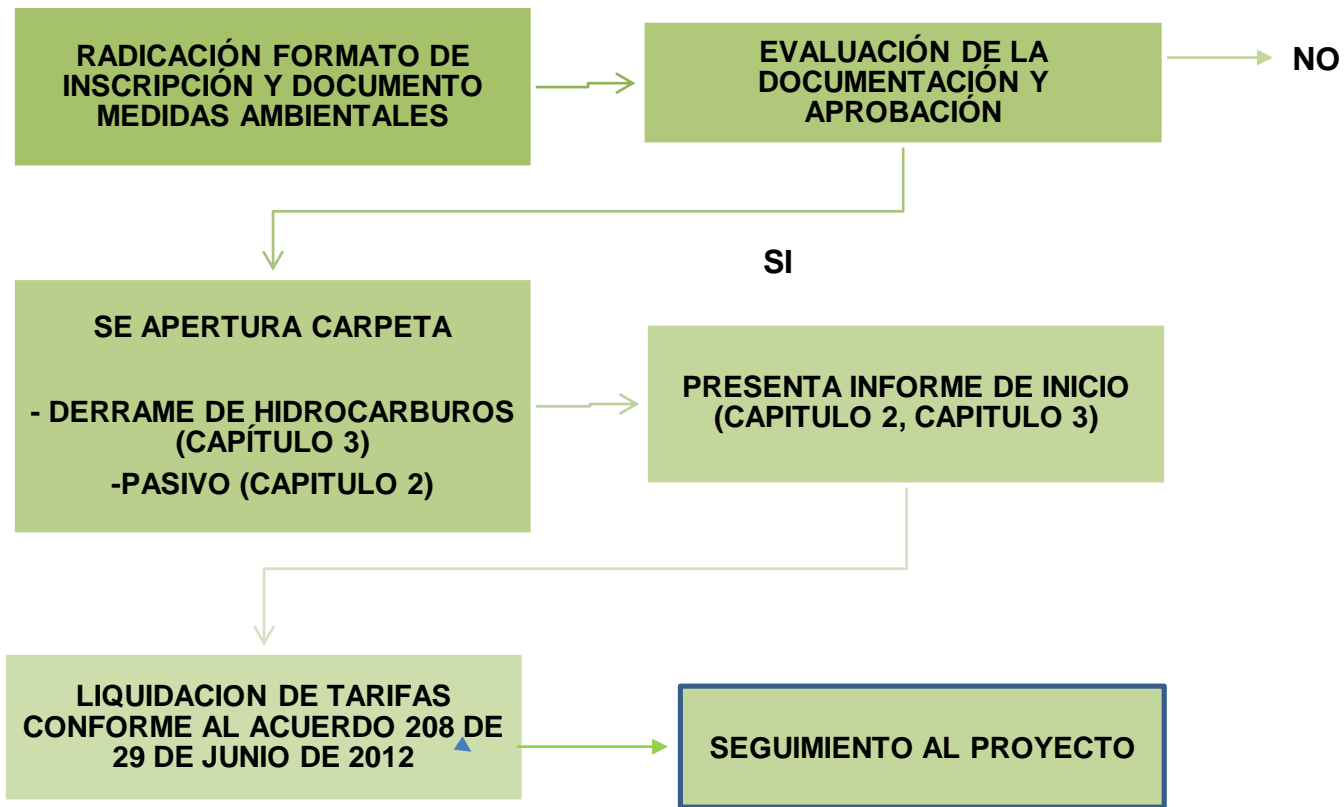 RADICACIÓN FORMATO DE
INSCRIPCIÓN Y DOCUMENTO
MEDIDAS AMBIENTALES
EVALUACIÓN DE LA
DOCUMENTACIÓN Y
APROBACIÓN
NO
SI
SE APERTURA CARPETA
- DERRAME DE HIDROCARBUROS
(CAPÍTULO 3)
-PASIVO (CAPITULO 2)
PRESENTA INFORME DE INICIO
(CAPITULO 2, CAPITULO 3)
LIQUIDACION DE TARIFAS
CONFORME AL ACUERDO 208 DE
29 DE JUNIO DE 2012
SEGUIMIENTO AL PROYECTO